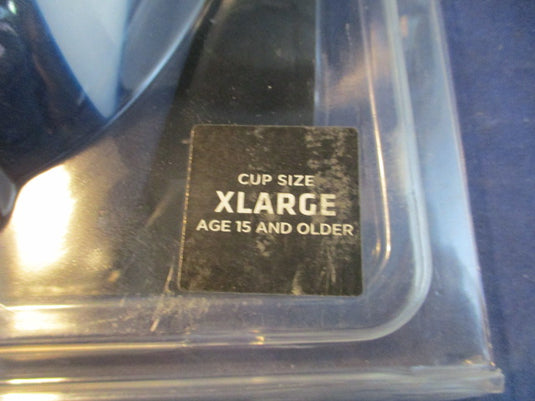 CUP SIZE
XLARGE
AGE 15 AND OLDER